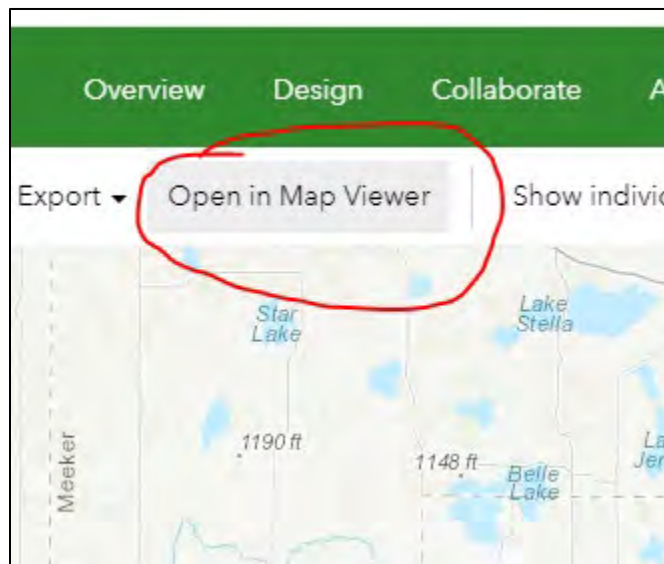 Overview Design Collaborate A
Export Open in Map Viewer Show individ
Star
Lake
Lake
Stella
1190 ft
Meeker
1148 ft
Belle
Lake
La
Jer